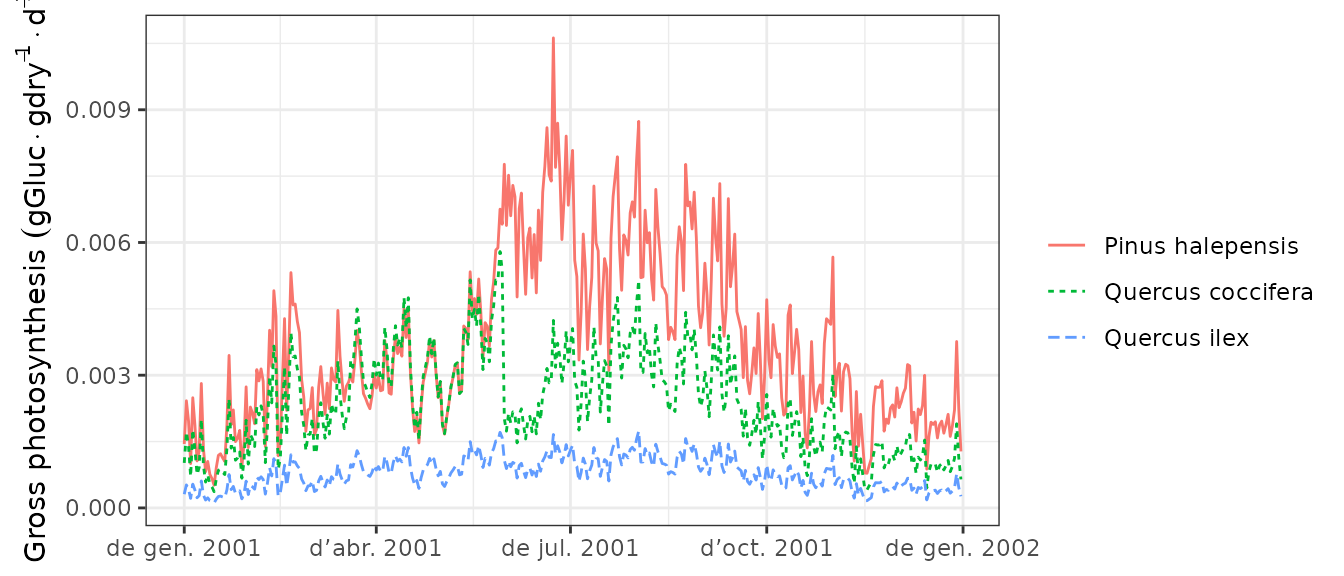 Gross photosynthesis (gGluc · gdry⁻¹ · d⁻
0.009
0.006
0.003
0.000
de gen. 2001
d’abr. 2001
de jul. 2001
d’oct. 2001
de gen. 2002
Pinus halepensis
Quercus coccifera
Quercus ilex